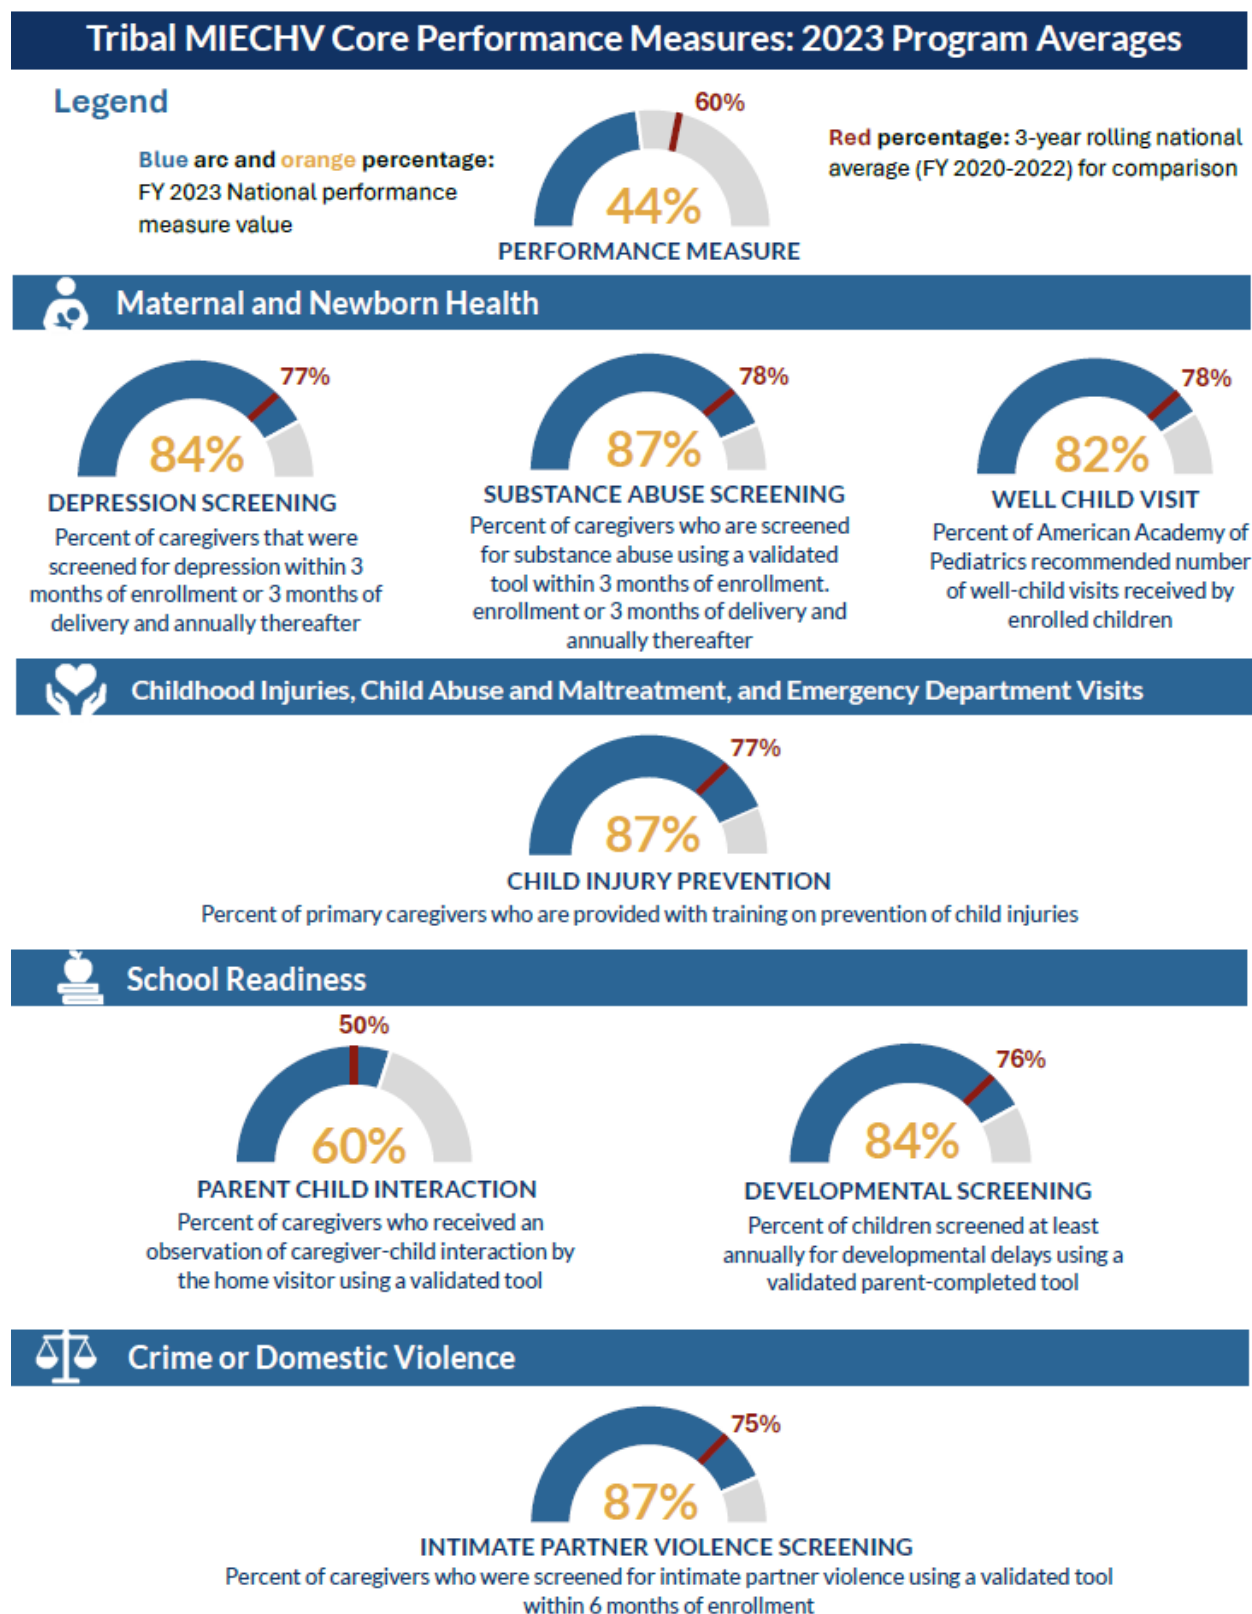 Tribal MIECHV Core Performance Measures: 2023 Program Averages
Legend
Blue arc and orange percentage:
FY 2023 National performance
measure value
60%
44%
PERFORMANCE MEASURE
Red percentage: 3-year rolling national
average (FY 2020-2022) for comparison
Maternal and Newborn Health
77%
84%
DEPRESSION SCREENING
Percent of caregivers that were
screened for depression within 3
months of enrollment or 3 months of
delivery and annually thereafter
78%
87%
SUBSTANCE ABUSE SCREENING
Percent of caregivers who are screened
for substance abuse using a validated
tool within 3 months of enrollment.
enrollment or 3 months of delivery and
annually thereafter
78%
82%
WELL CHILD VISIT
Percent of American Academy of
Pediatrics recommended number
of well-child visits received by
enrolled children
Childhood Injuries, Child Abuse and Maltreatment, and Emergency Department Visits
77%
87%
CHILD INJURY PREVENTION
Percent of primary caregivers who are provided with training on prevention of child injuries
School Readiness
50%
60%
PARENT CHILD INTERACTION
Percent of caregivers who received an
observation of caregiver-child interaction by
the home visitor using a validated tool
76%
84%
DEVELOPMENTAL SCREENING
Percent of children screened at least
annually for developmental delays using a
validated parent-completed tool
Crime or Domestic Violence
75%
87%
INTIMATE PARTNER VIOLENCE SCREENING
Percent of caregivers who were screened for intimate partner violence using a validated tool
within 6 months of enrollment